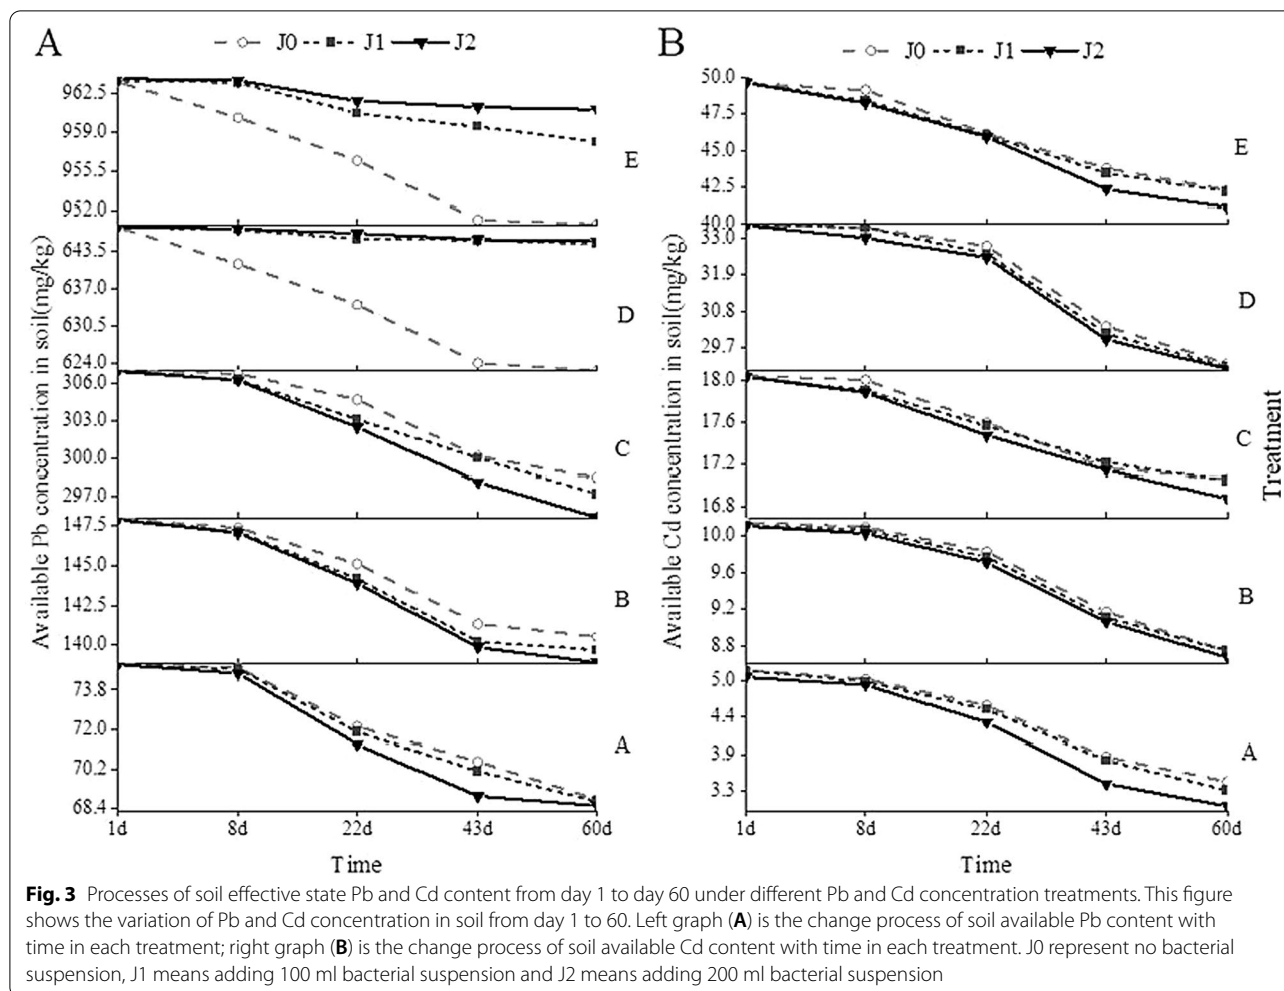 A
J0 J1 J2
B
J0 J1 J2
Available Pb concentration in soil(mg/kg)
962.5
959.0
955.5
952.0
E
643.5
637.0
630.5
624.0
D
306.0
303.0
300.0
297.0
C
147.5
145.0
142.5
140.0
B
73.8
72.0
70.2
68.4
A
1d 8d 22d 43d 60d
Time
Available Cd concentration in soil(mg/kg)
50.0
47.5
45.0
42.5
40.0
E
33.0
31.9
30.8
29.7
D
18.0
17.6
17.2
16.8
C
10.0
9.6
9.2
8.8
B
5.0
4.4
3.9
3.3
A
1d 8d 22d 43d 60d
Time
Treatment
Fig. 3 Processes of soil effective state Pb and Cd content from day 1 to day 60 under different Pb and Cd concentration treatments. This figure
shows the variation of Pb and Cd concentration in soil from day 1 to 60. Left graph (A) is the change process of soil available Pb content with
time in each treatment; right graph (B) is the change process of soil available Cd content with time in each treatment. J0 represent no bacterial
suspension, J1 means adding 100 ml bacterial suspension and J2 means adding 200 ml bacterial suspension